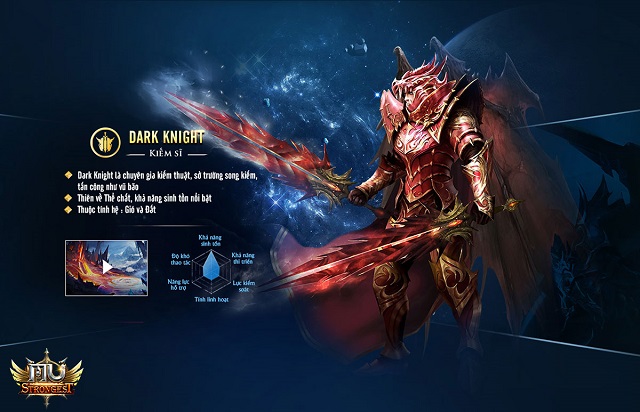 DARK KNIGHT
KIẾM SĨ
Dark Knight là chuyên gia kiếm thuật, sở trường song kiếm,
tấn công như vũ bão
Thiên về Thể chất, khả năng sinh tồn nổi bật
Thuộc tính hệ : Gió và Đất
Khả năng
sinh tồn
Độ khó
thao tác
Khả năng
thi triển
Năng lực
hỗ trợ
Lực kiểm
soát
Tính linh hoạt
MU
STRONGEST